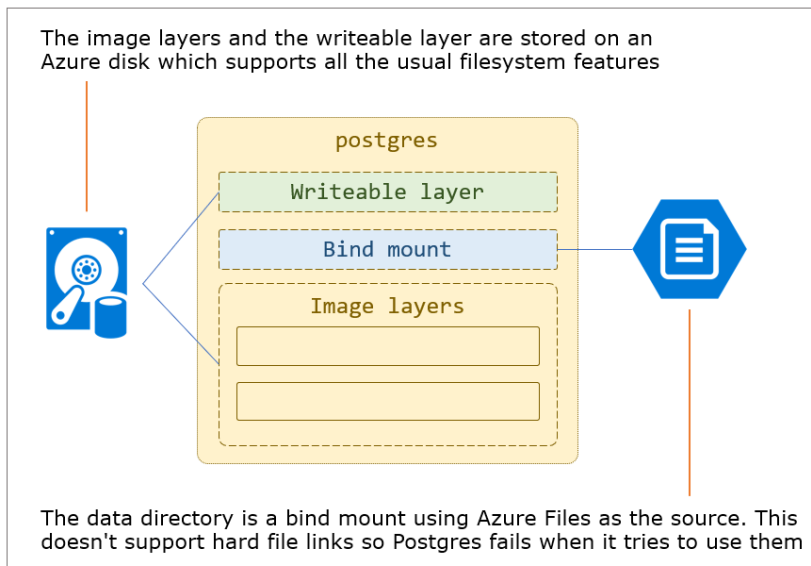 The image layers and the writeable layer are stored on an
Azure disk which supports all the usual filesystem features
postgres
Writeable layer
Bind mount
Image layers
The data directory is a bind mount using Azure Files as the source. This
doesn't support hard file links so Postgres fails when it tries to use them